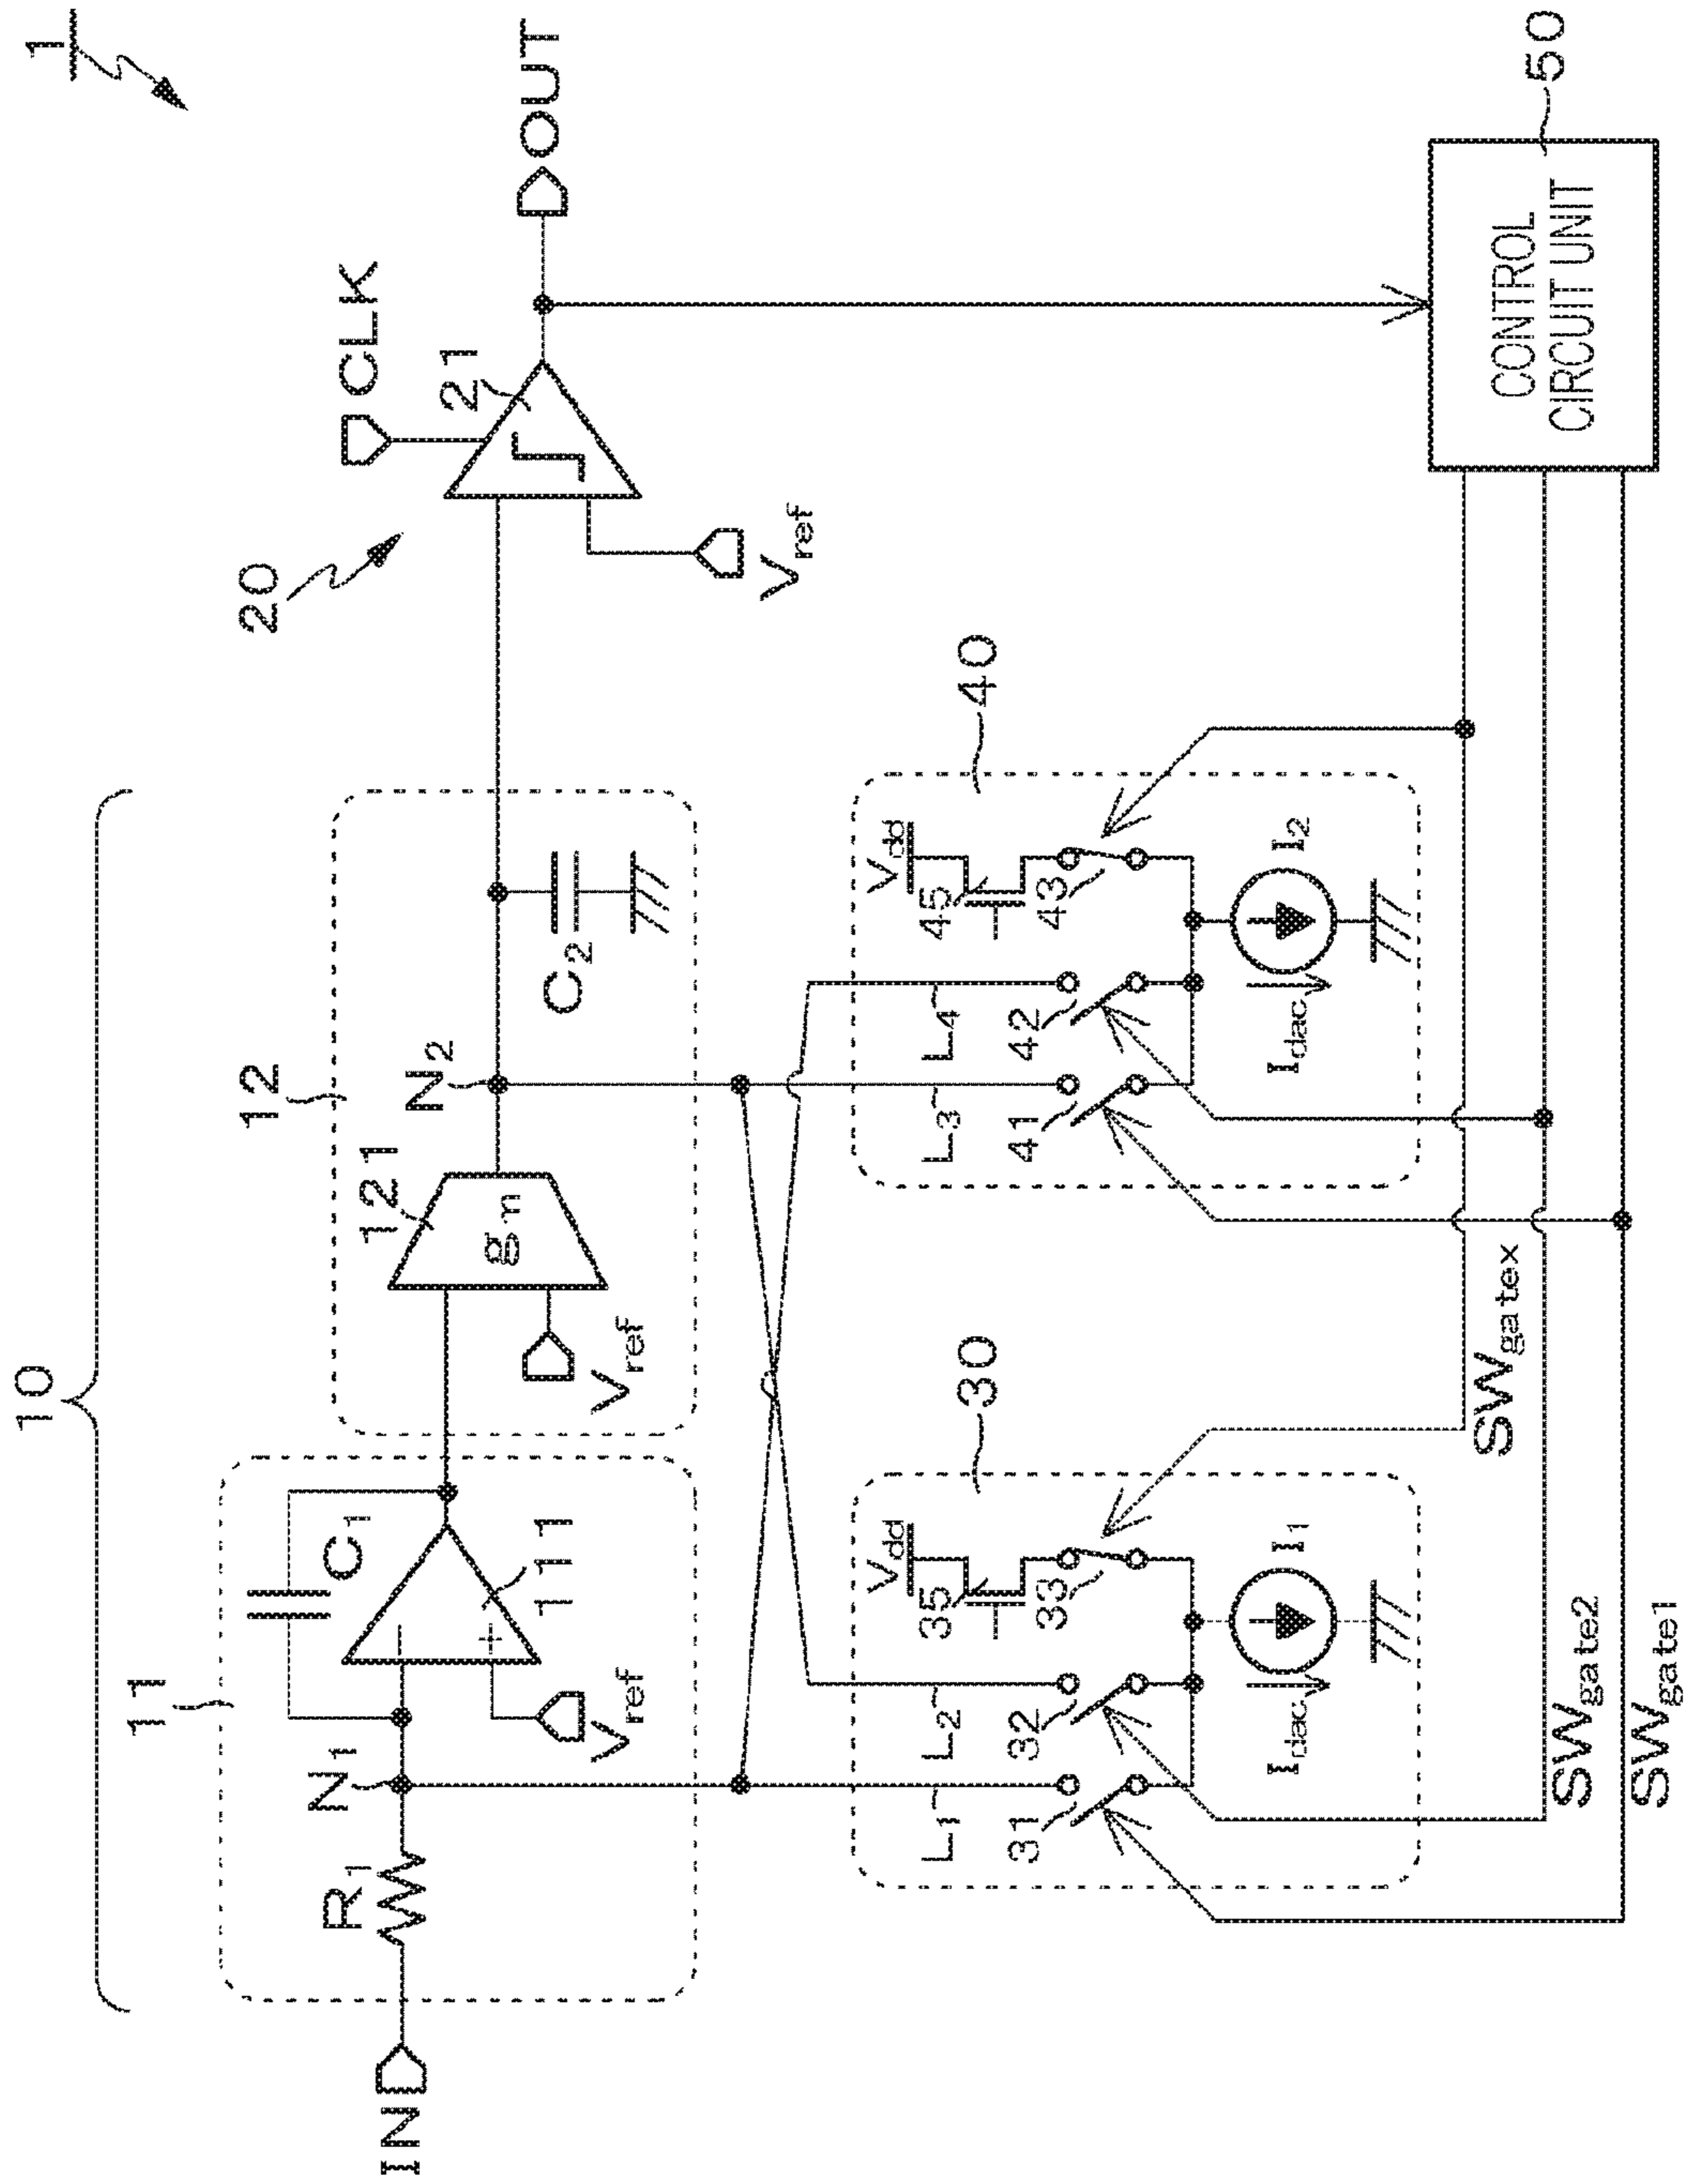 1
10
11
12
20
IN
R1
N1
C1
111
Vref
121
gm
Vref
N2
C2
CLK
21
Vref
OUT
30
L1
L2
31
32
33
35
Vdd
Idac
I1
40
L3
L4
41
42
43
45
Vdd
Idac
I2
SWgatex
SWgate2
SWgate1
CONTROL
CIRCUIT UNIT
50